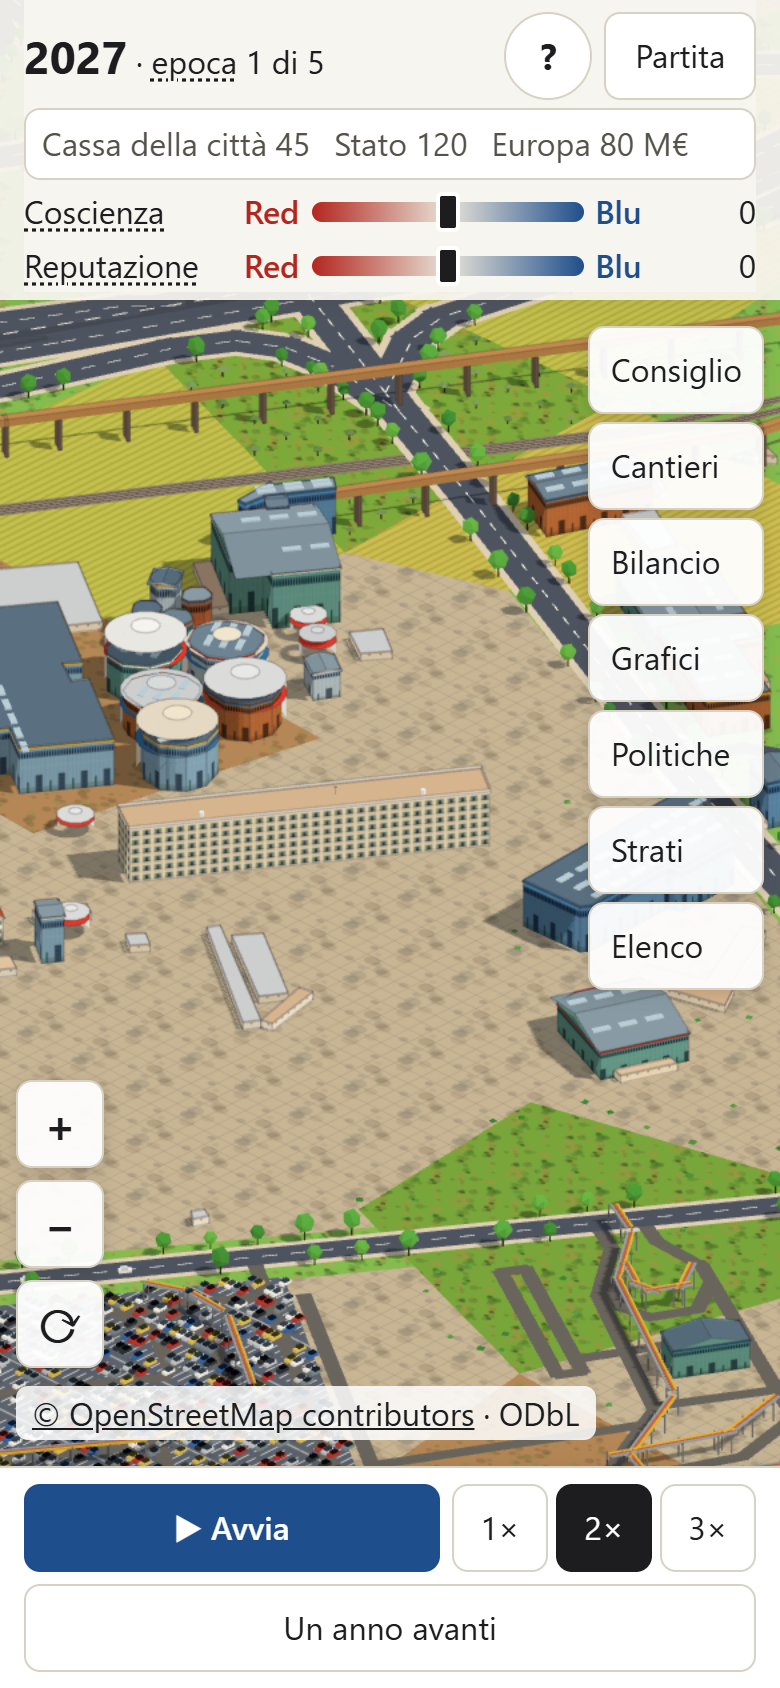 2027 · epoca 1 di 5
?
Partita
Cassa della città 45 Stato 120 Europa 80 M€
Coscienza Red Blu 0
Reputazione Red Blu 0
Consiglio
Cantieri
Bilancio
Grafici
Politiche
Strati
Elenco
+
−
© OpenStreetMap contributors · ODbL
▶ Avvia 1× 2× 3×
Un anno avanti